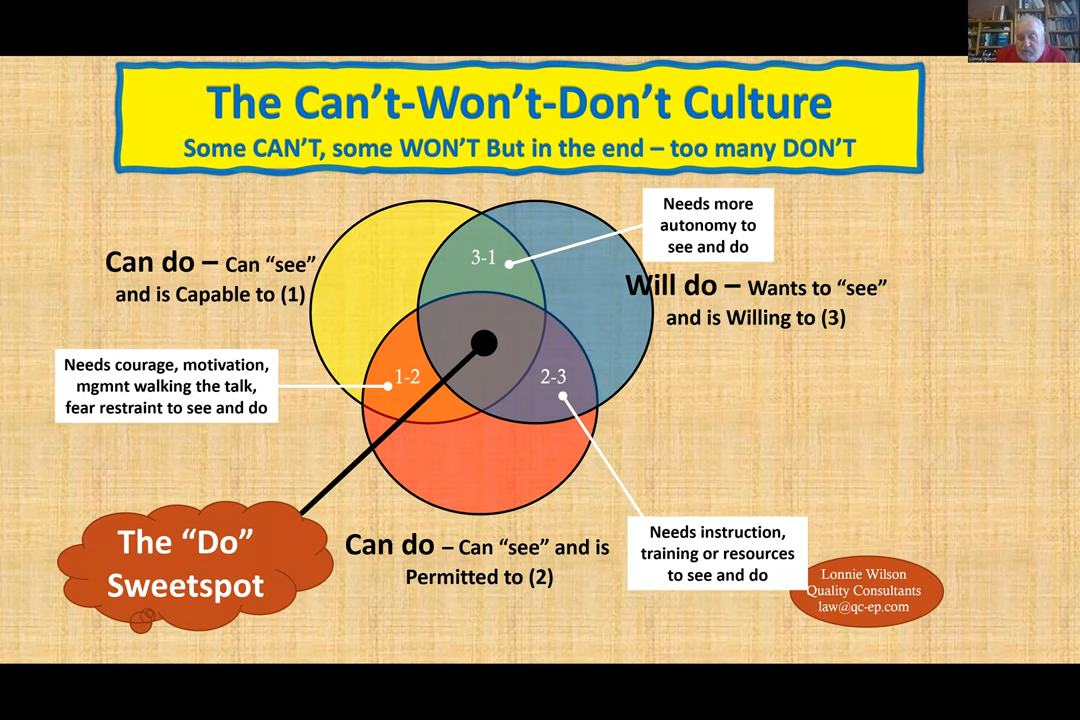 Lonnie Wilson
The Can't-Won't-Don't Culture
Some CAN'T, some WON'T But in the end – too many DON'T
Needs more
autonomy to
see and do
3-1
Can do – Can "see"
and is Capable to (1)
Will do – Wants to "see"
and is Willing to (3)
Needs courage, motivation,
mgmnt walking the talk,
fear restraint to see and do
1-2
2-3
The "Do"
Sweetspot
Can do – Can "see" and is
Permitted to (2)
Needs instruction,
training or resources
to see and do
Lonnie Wilson
Quality Consultants
law@qc-ep.com